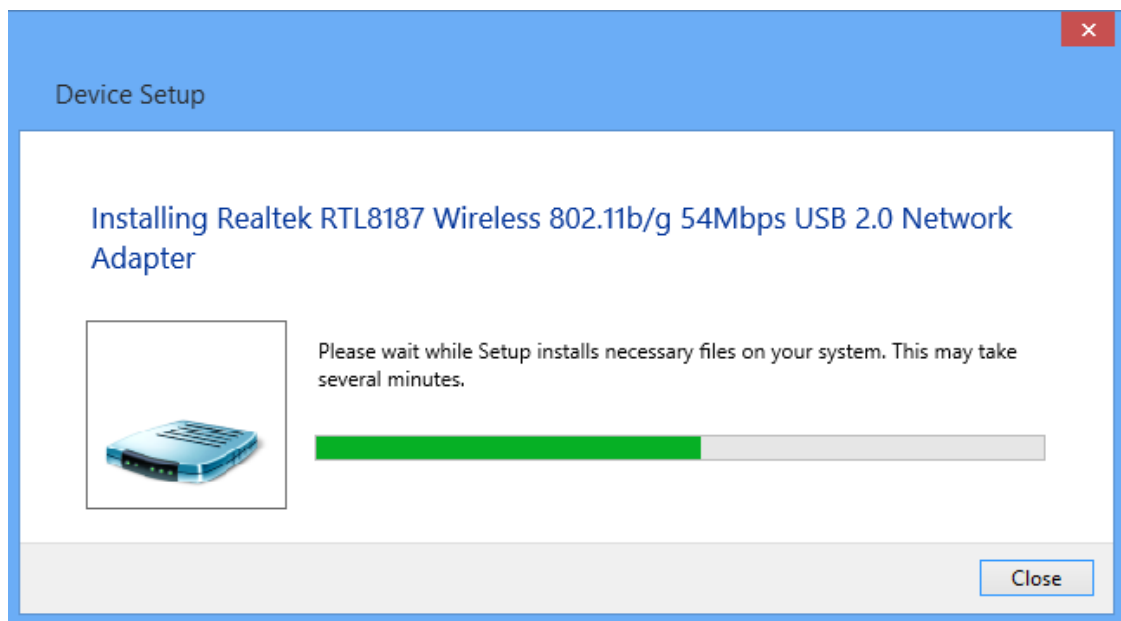 Device Setup
Installing Realtek RTL8187 Wireless 802.11b/g 54Mbps USB 2.0 Network
Adapter
Please wait while Setup installs necessary files on your system. This may take
several minutes.
Close